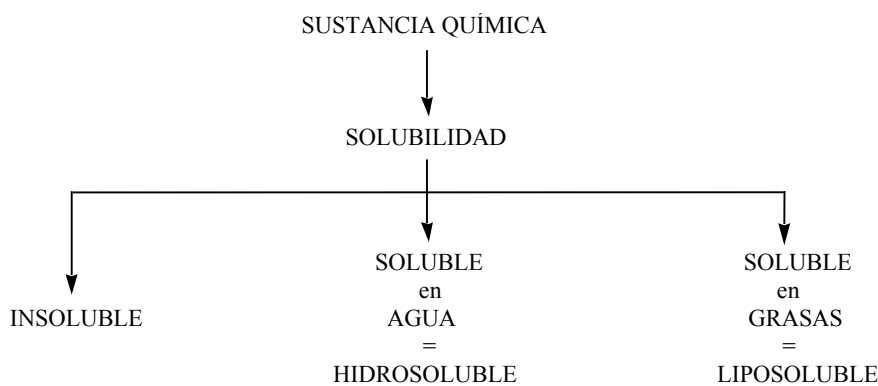 SUSTANCIA QUÍMICA
SOLUBILIDAD
INSOLUBLE
SOLUBLE
en
AGUA
=
HIDROSOLUBLE
SOLUBLE
en
GRASAS
=
LIPOSOLUBLE